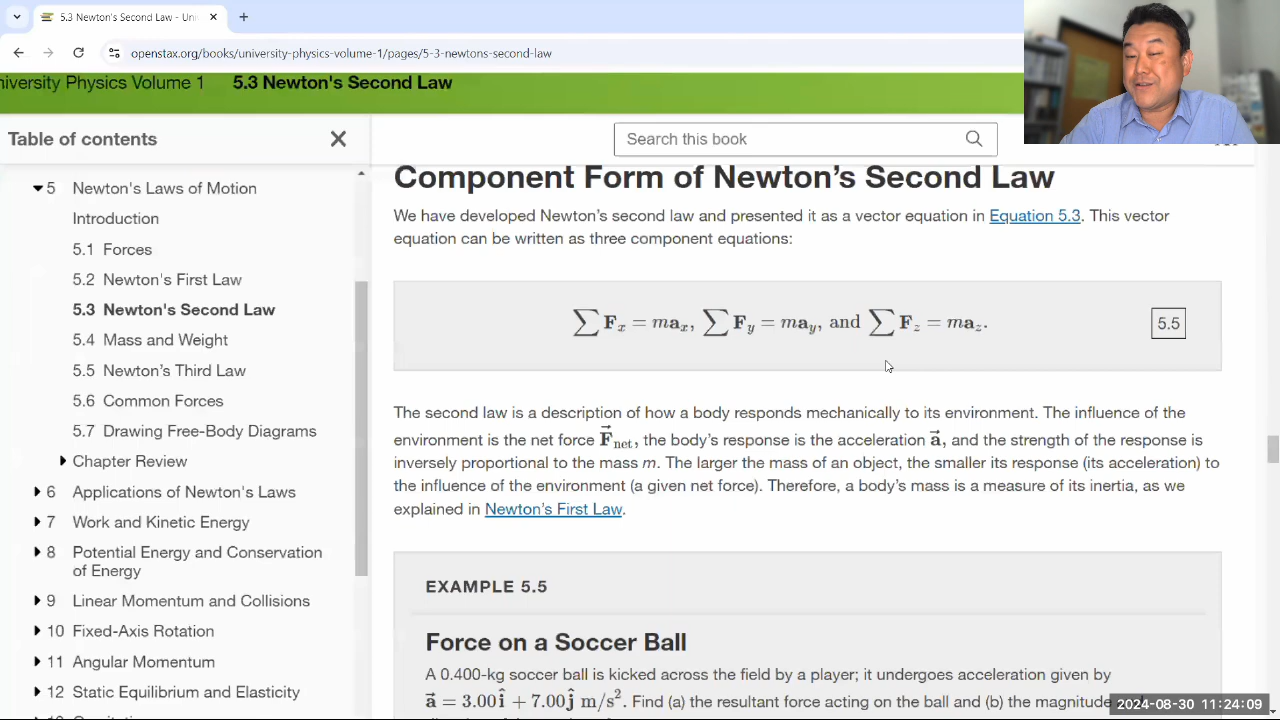 5.3 Newton's Second Law - Uni
openstax.org/books/university-physics-volume-1/pages/5-3-newtons-second-law
niversity Physics Volume 1 5.3 Newton's Second Law
Table of contents
Search this book
5 Newton's Laws of Motion
Introduction
5.1 Forces
5.2 Newton's First Law
5.3 Newton's Second Law
5.4 Mass and Weight
5.5 Newton's Third Law
5.6 Common Forces
5.7 Drawing Free-Body Diagrams
Chapter Review
6 Applications of Newton's Laws
7 Work and Kinetic Energy
8 Potential Energy and Conservation
of Energy
9 Linear Momentum and Collisions
10 Fixed-Axis Rotation
11 Angular Momentum
12 Static Equilibrium and Elasticity
Component Form of Newton's Second Law
We have developed Newton's second law and presented it as a vector equation in Equation 5.3. This vector
equation can be written as three component equations:
∑ Fₓ = maₓ, ∑ F_y = ma_y, and ∑ F_z = ma_z.
5.5
The second law is a description of how a body responds mechanically to its environment. The influence of the
environment is the net force F⃗_net, the body's response is the acceleration a⃗, and the strength of the response is
inversely proportional to the mass m. The larger the mass of an object, the smaller its response (its acceleration) to
the influence of the environment (a given net force). Therefore, a body's mass is a measure of its inertia, as we
explained in Newton's First Law.
EXAMPLE 5.5
Force on a Soccer Ball
A 0.400-kg soccer ball is kicked across the field by a player; it undergoes acceleration given by
a⃗ = 3.00î + 7.00ĵ m/s². Find (a) the resultant force acting on the ball and (b) the magnitude
2024-08-30 11:24:09